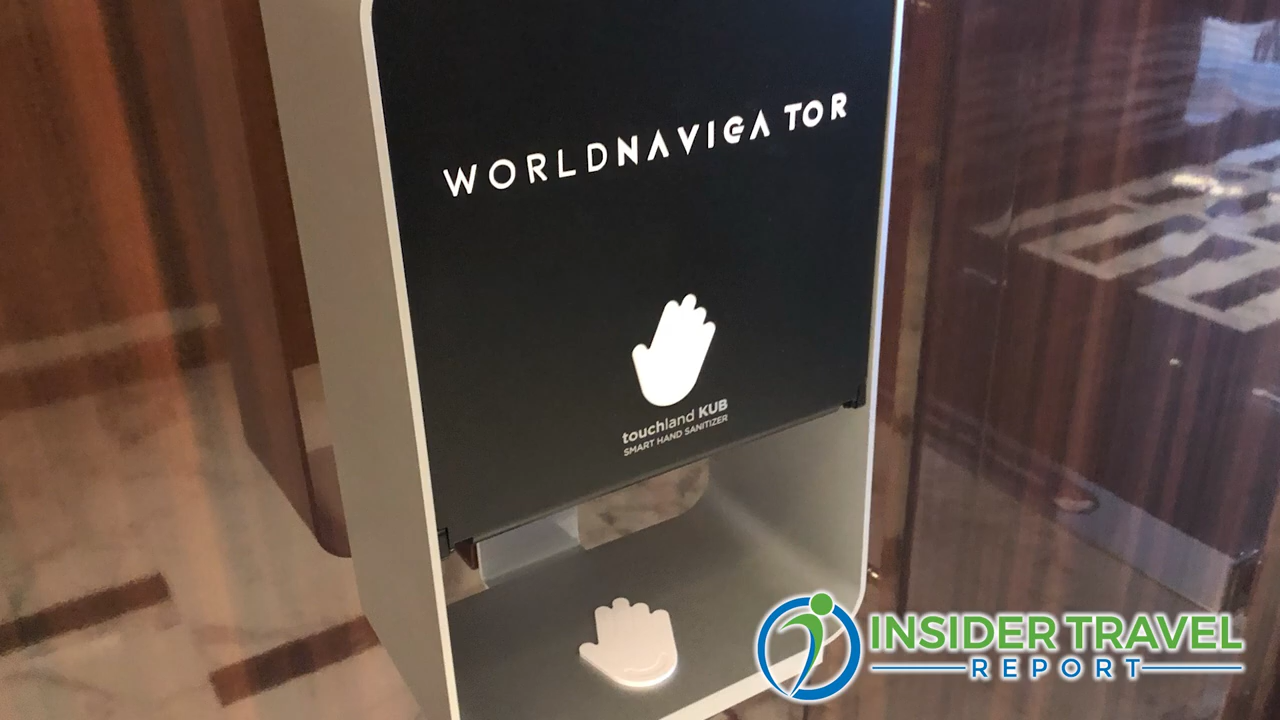 WORLDNAVIGATOR
touchland KUB
SMART HAND SANITIZER
INSIDER TRAVEL
REPORT